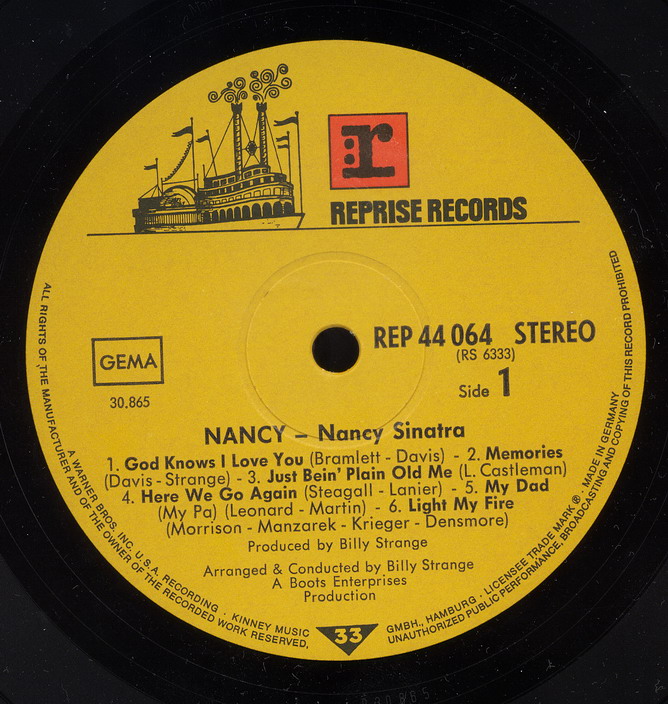 r
REPRISE RECORDS
REP 44 064 STEREO
(RS 6333)
GEMA
Side 1
30.865
NANCY – Nancy Sinatra
1. God Knows I Love You (Bramlett - Davis) - 2. Memories
(Davis - Strange) - 3. Just Bein' Plain Old Me (L. Castleman)
4. Here We Go Again (Steagall - Lanier) - 5. My Dad
(My Pa) (Leonard - Martin) - 6. Light My Fire
(Morrison - Manzarek - Krieger - Densmore)
Produced by Billy Strange
Arranged & Conducted by Billy Strange
A Boots Enterprises
Production
33
ALL RIGHTS OF THE MANUFACTURER AND OF THE OWNER OF THE RECORDED WORK RESERVED,
UNAUTHORIZED PUBLIC PERFORMANCE, BROADCASTING AND COPYING OF THIS RECORD PROHIBITED
A WARNER BROS. INC. U.S.A. RECORDING · KINNEY MUSIC
GMBH., HAMBURG · LICENSEE TRADE MARK ® · MADE IN GERMANY